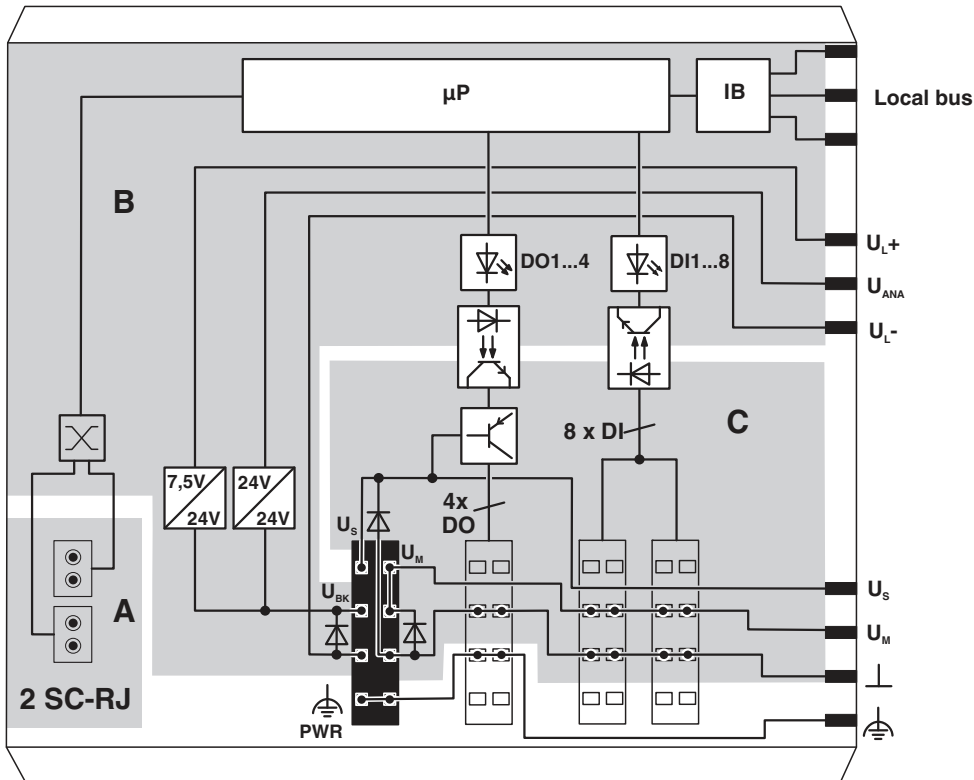 µP
IB
Local bus
B
UL+
DO1...4
DI1...8
UANA
UL-
8 x DI
C
7,5V
24V
24V
24V
4x
DO
US
UM
UBK
US
A
UM
2 SC-RJ
PWR